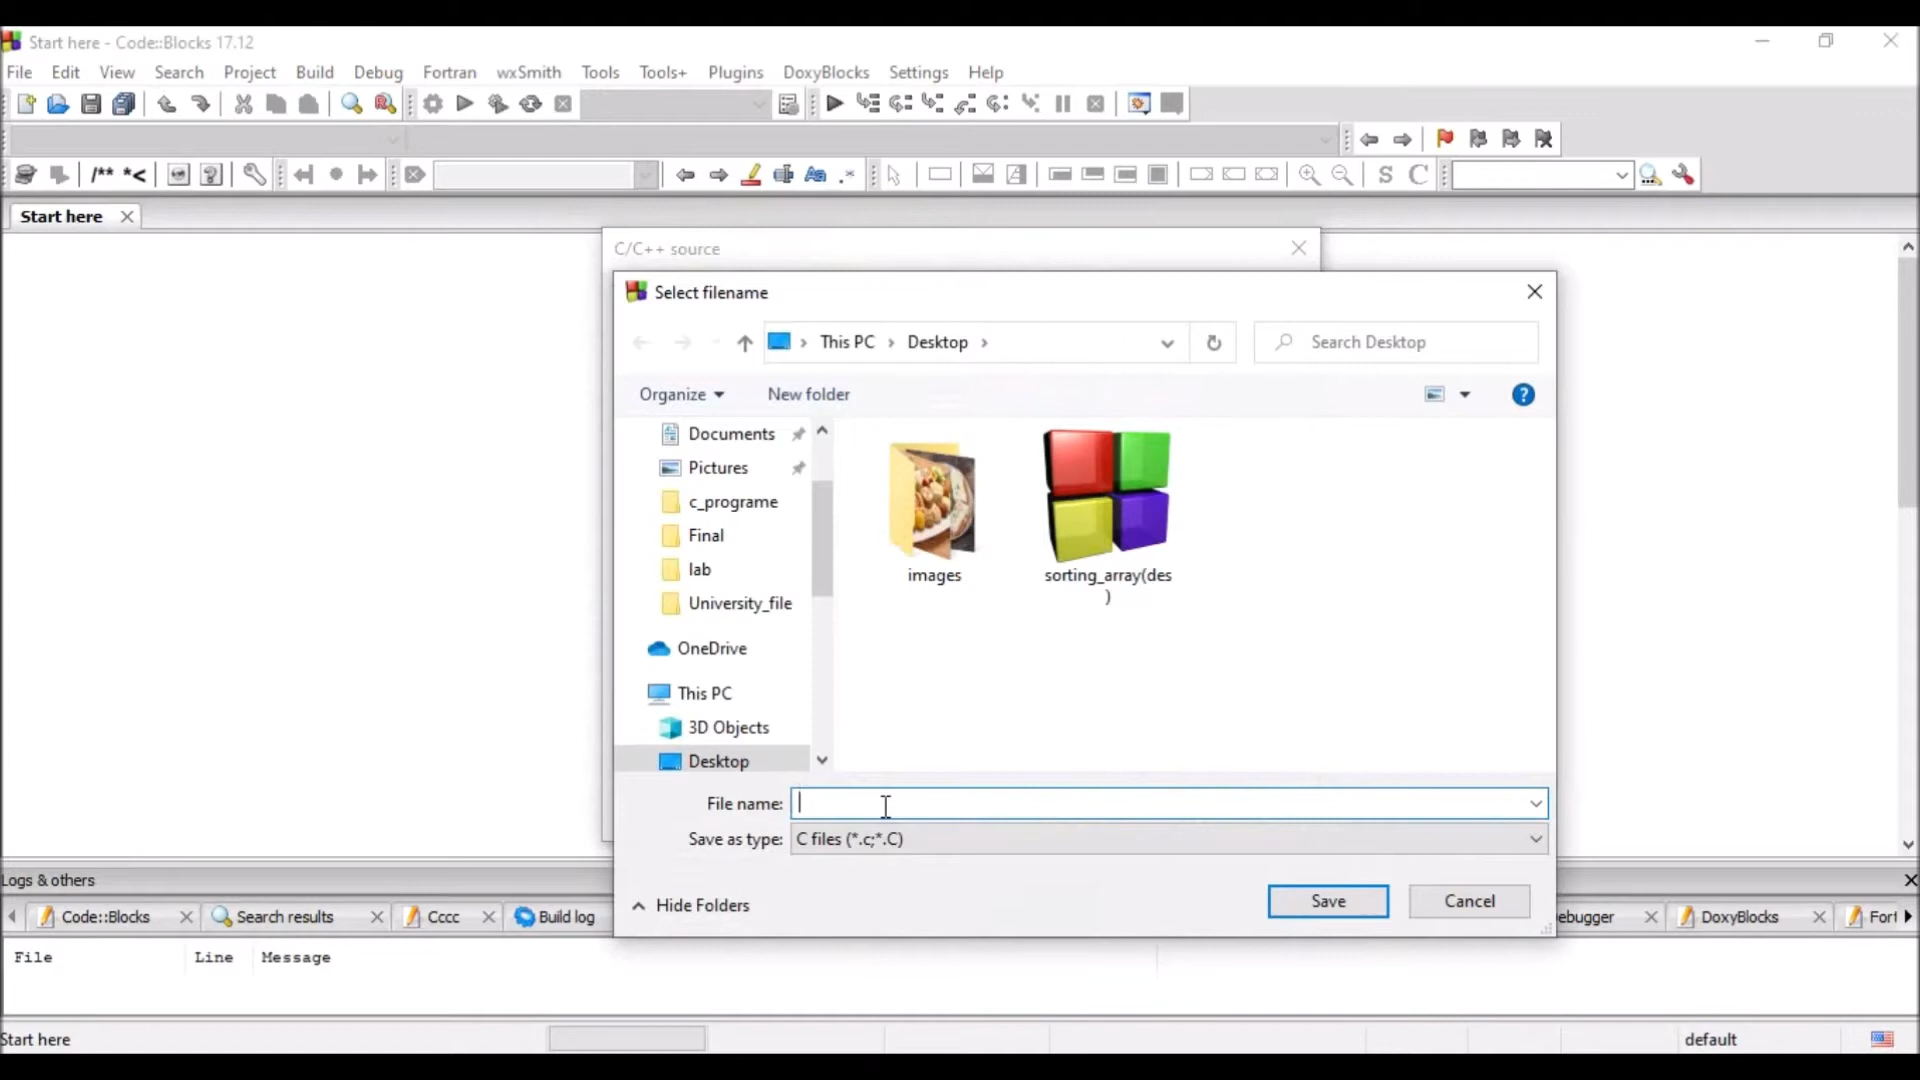 Start here - Code::Blocks 17.12
File Edit View Search Project Build Debug Fortran wxSmith Tools Tools+ Plugins DoxyBlocks Settings Help
/** *<
Aa .*
S C
Start here
C/C++ source
Select filename
This PC › Desktop ›
Search Desktop
Organize New folder
Documents
Pictures
c_programe
Final
lab
University_file
OneDrive
This PC
3D Objects
Desktop
images
sorting_array(des
)
File name:
Save as type: C files (*.c;*.C)
Hide Folders
Save Cancel
Logs & others
Code::Blocks Search results Cccc Build log ebugger DoxyBlocks Fort
File Line Message
Start here default